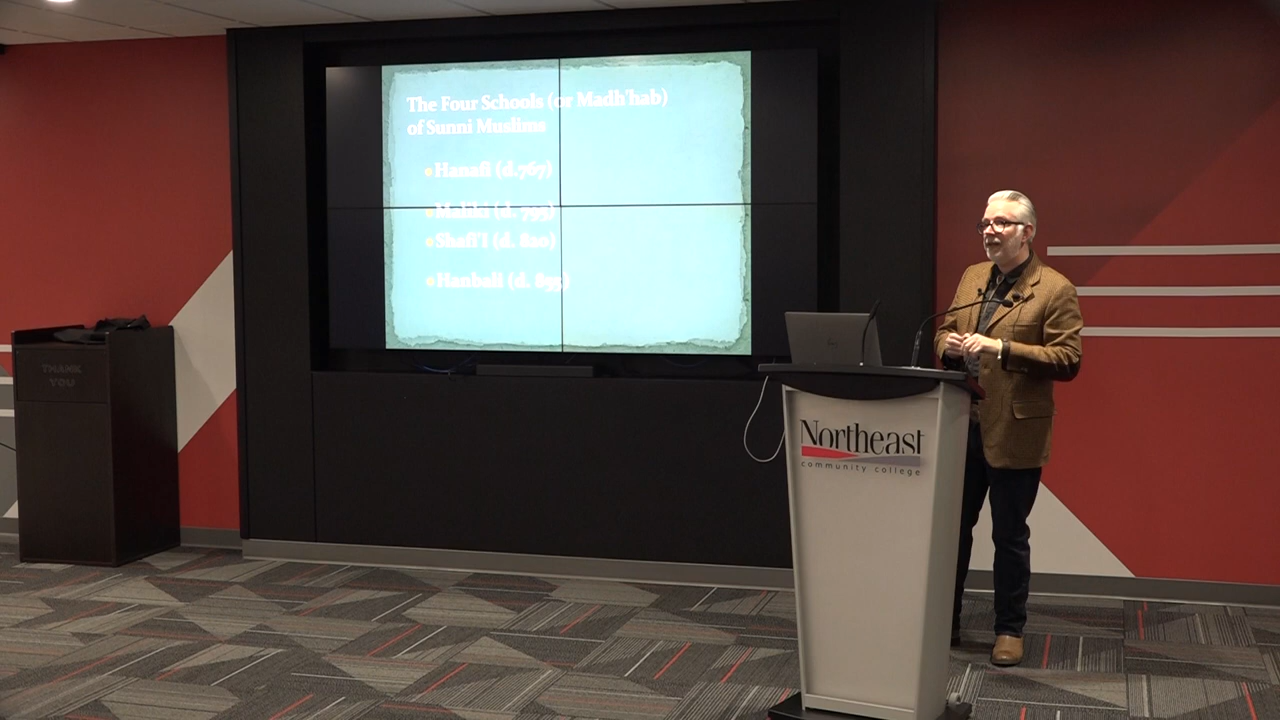 The Four Schools (or Madh'hab)
of Sunni Muslims
Hanafi (d.767)
Maliki (d. 795)
Shafi'I (d. 820)
Hanbali (d. 855)
THANK
YOU
Northeast
community college